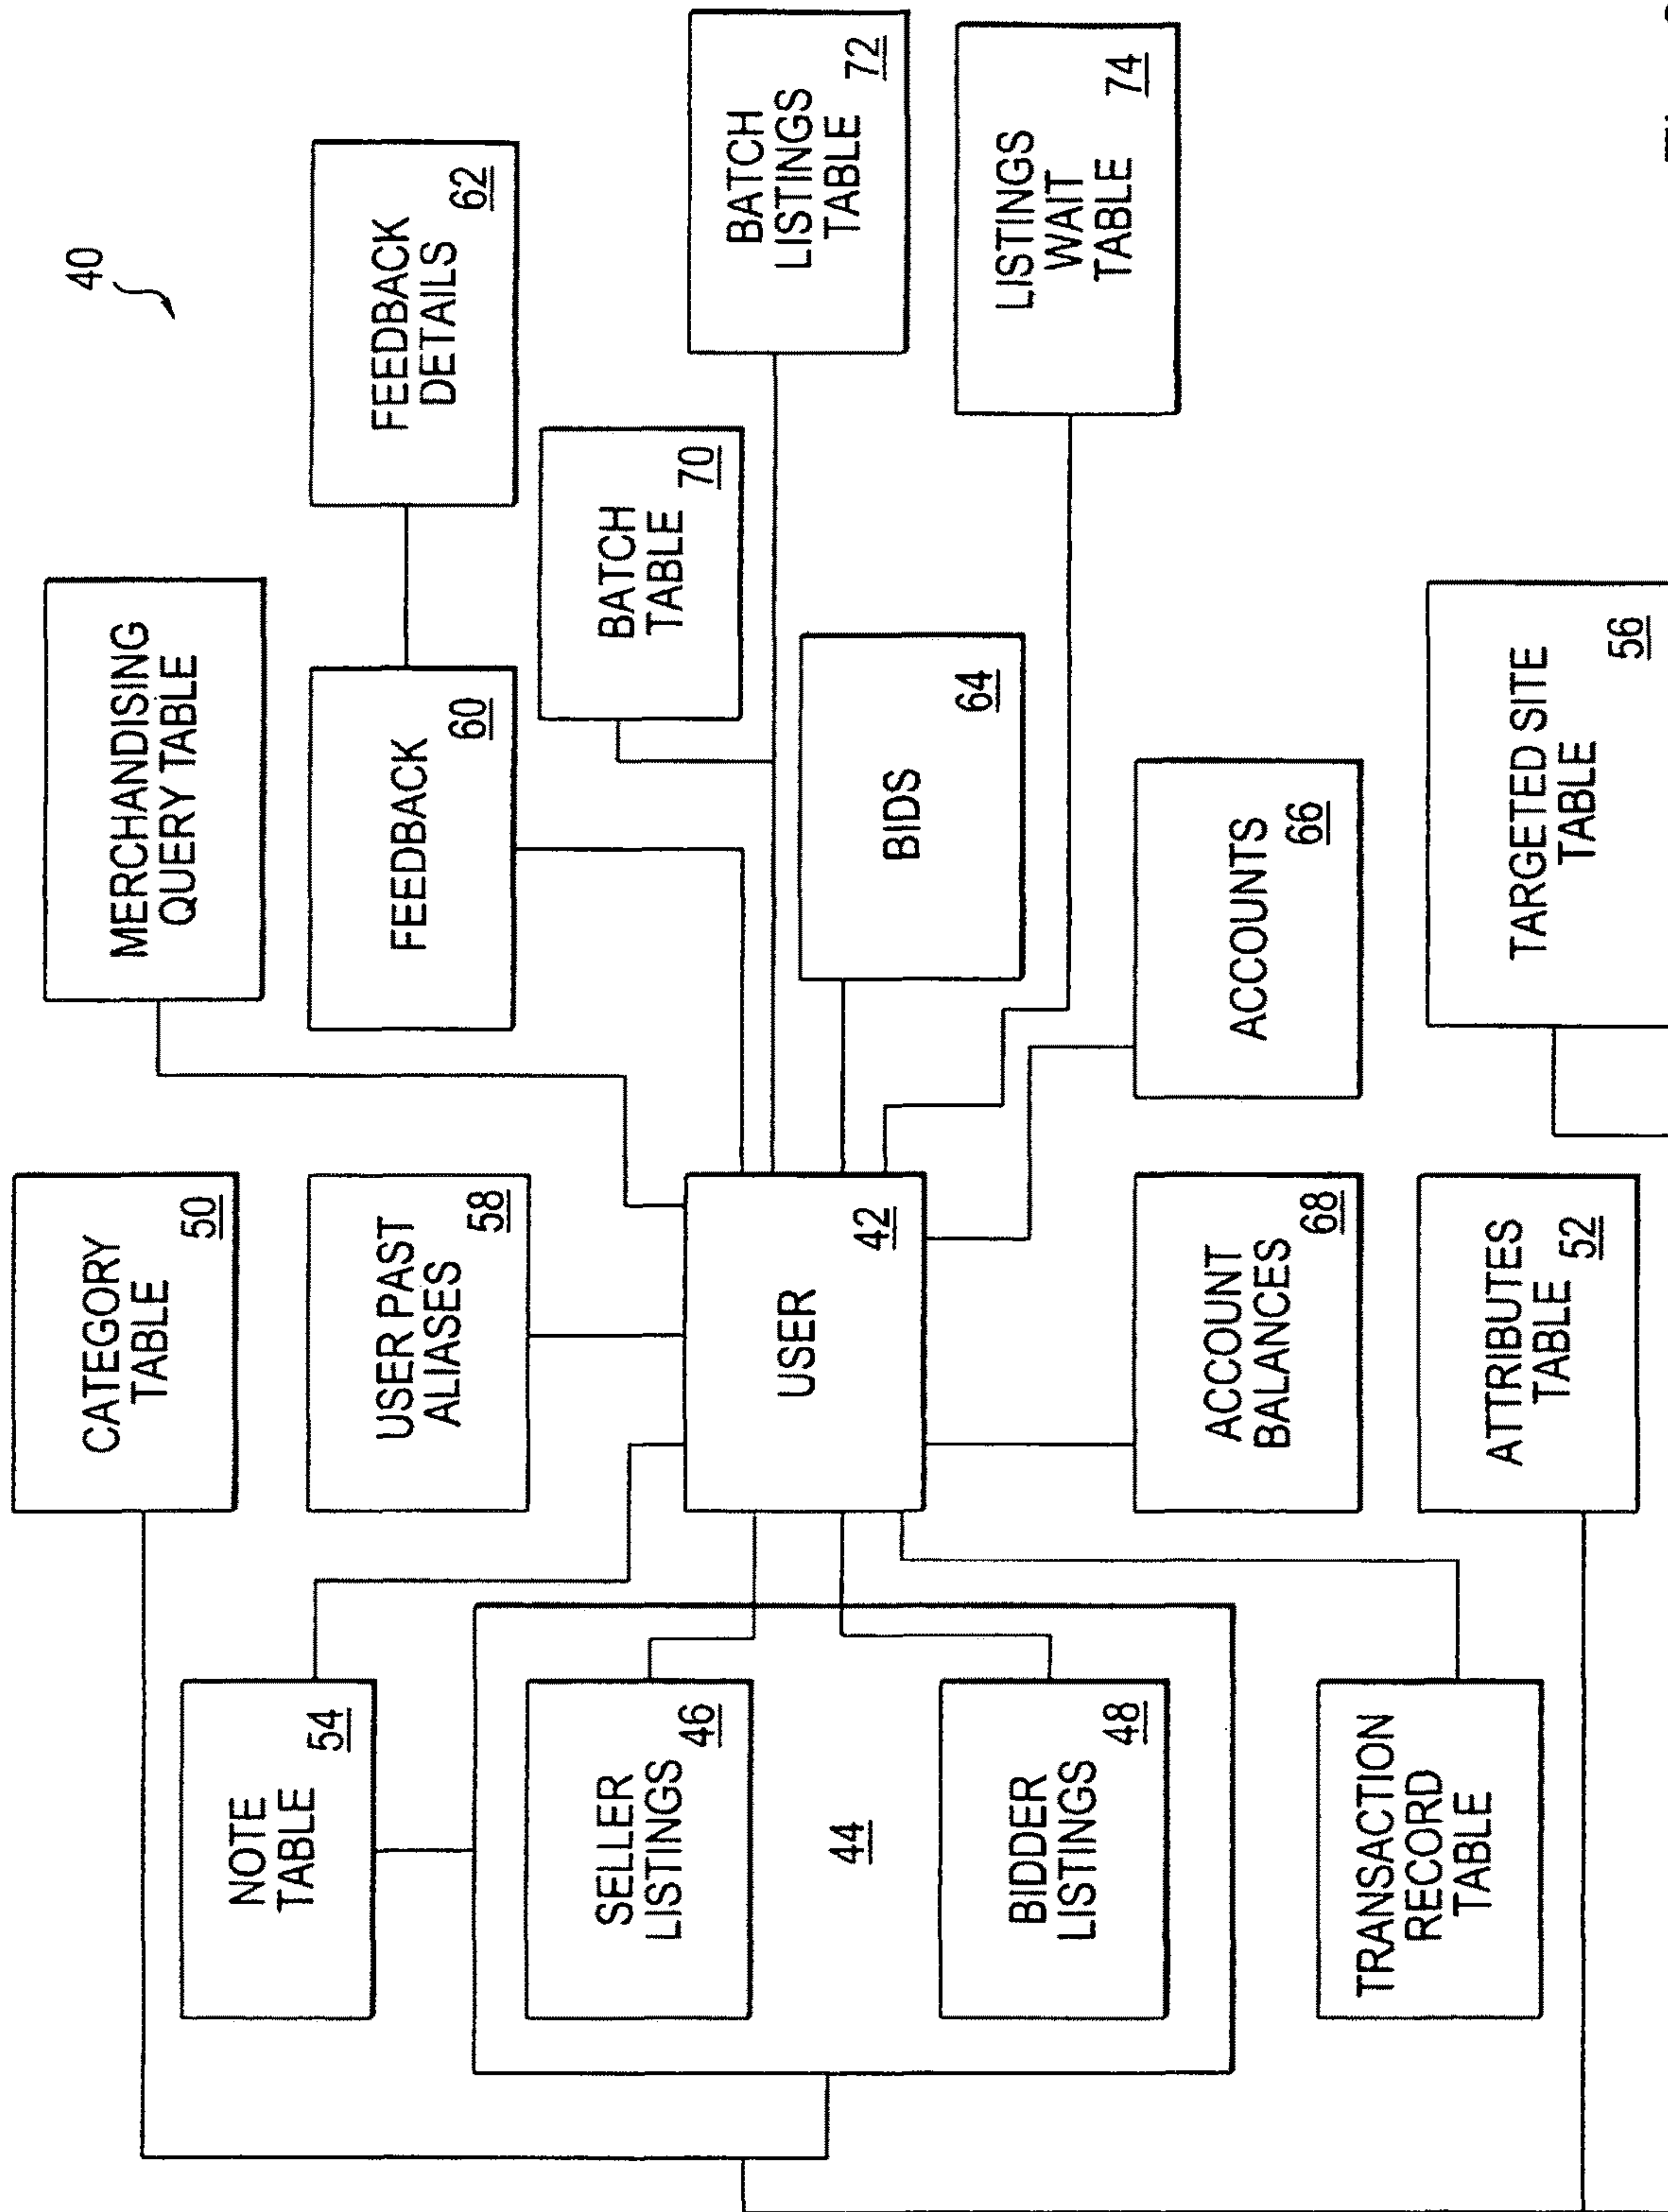 40
CATEGORY
TABLE
50
MERCHANDISING
QUERY TABLE
NOTE
TABLE
54
USER PAST
ALIASES
58
FEEDBACK
60
FEEDBACK
DETAILS
62
SELLER
LISTINGS
46
BATCH
TABLE
70
USER
42
BATCH
LISTINGS
TABLE
72
BIDS
64
44
BIDDER
LISTINGS
48
LISTINGS
WAIT
TABLE
74
ACCOUNT
BALANCES
68
ACCOUNTS
66
TRANSACTION
RECORD
TABLE
ATTRIBUTES
TABLE
52
TARGETED SITE
TABLE
56